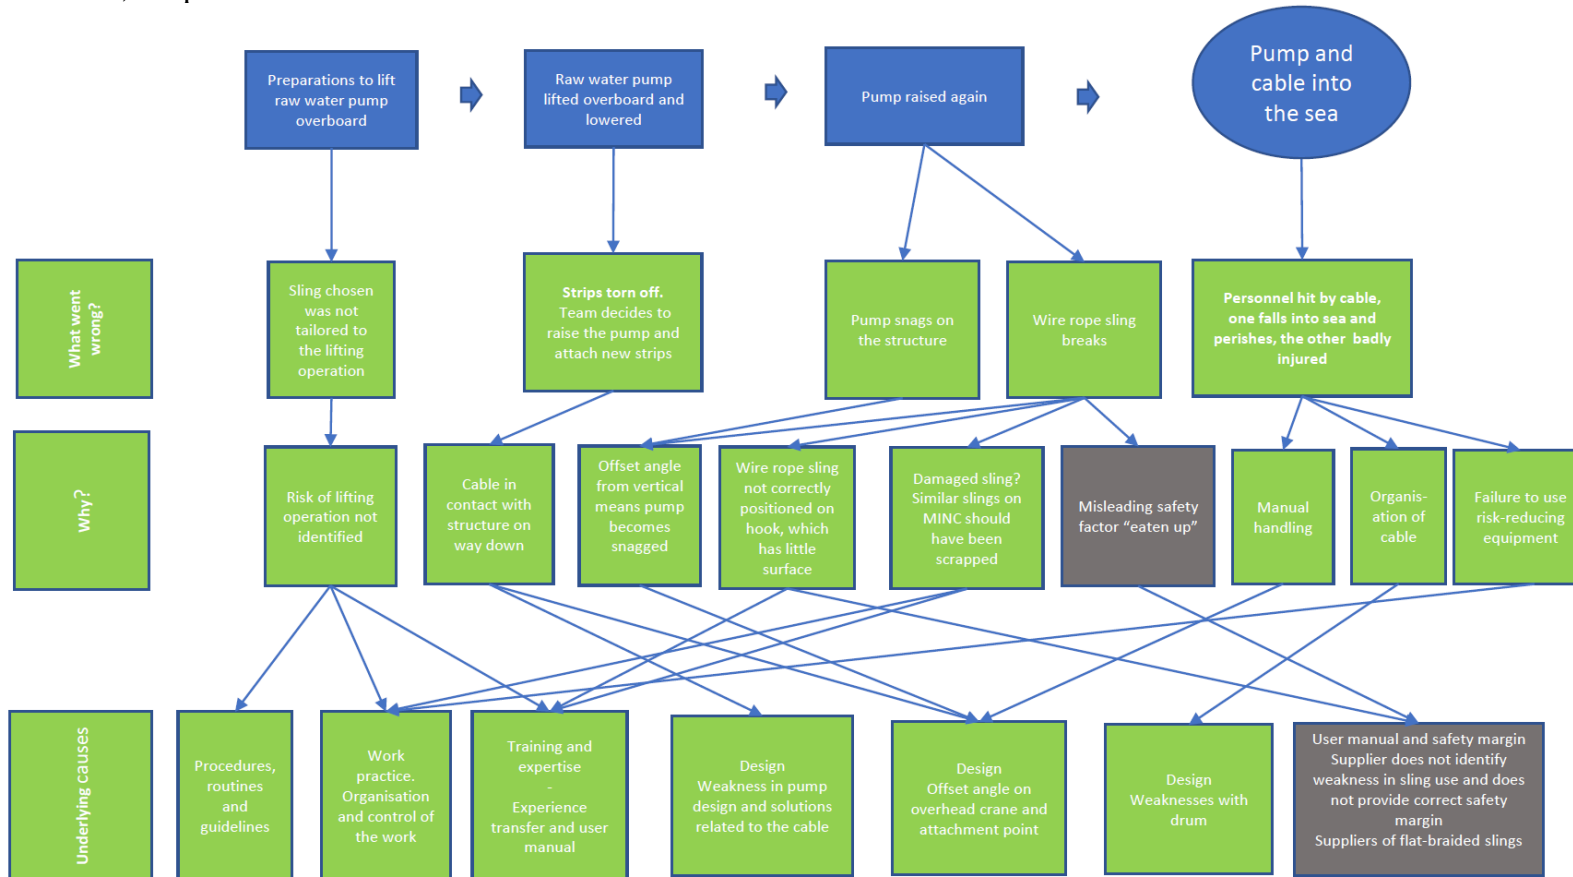 Preparations to lift
raw water pump
overboard
Raw water pump
lifted overboard and
lowered
Pump raised again
Pump and
cable into
the sea
What went
wrong?
Sling chosen
was not
tailored to
the lifting
operation
Strips torn off.
Team decides to
raise the pump and
attach new strips
Pump snags on
the structure
Wire rope sling
breaks
Personnel hit by cable,
one falls into sea and
perishes, the other badly
injured
Why?
Risk of lifting
operation not
identified
Cable in
contact with
structure on
way down
Offset angle
from vertical
means pump
becomes
snagged
Wire rope sling
not correctly
positioned on
hook, which
has little
surface
Damaged sling?
Similar slings on
MINC should
have been
scrapped
Misleading safety
factor “eaten up”
Manual
handling
Organis-
ation of
cable
Failure to use
risk-reducing
equipment
Underlying causes
Procedures,
routines
and
guidelines
Work
practice.
Organisation
and control of
the work
Training and
expertise
-
Experience
transfer and user
manual
Design
Weakness in pump
design and solutions
related to the cable
Design
Offset angle on
overhead crane and
attachment point
Design
Weaknesses with
drum
User manual and safety margin
Supplier does not identify
weakness in sling use and does
not provide correct safety
margin
Suppliers of flat-braided slings